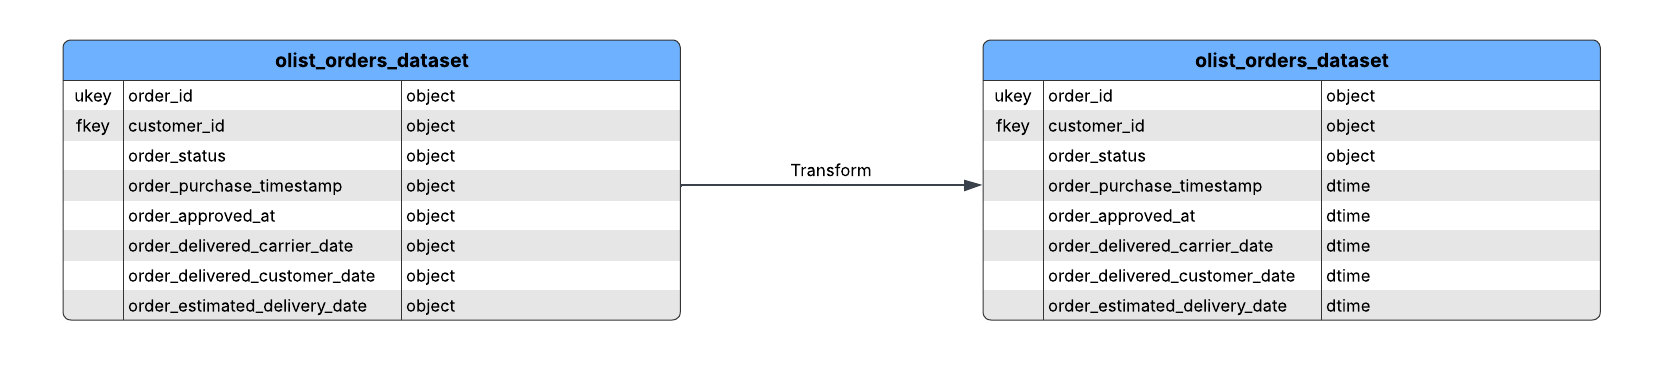 olist_orders_dataset
ukey order_id object
fkey customer_id object
order_status object
order_purchase_timestamp object
order_approved_at object
order_delivered_carrier_date object
order_delivered_customer_date object
order_estimated_delivery_date object
Transform
olist_orders_dataset
ukey order_id object
fkey customer_id object
order_status object
order_purchase_timestamp dtime
order_approved_at dtime
order_delivered_carrier_date dtime
order_delivered_customer_date dtime
order_estimated_delivery_date dtime